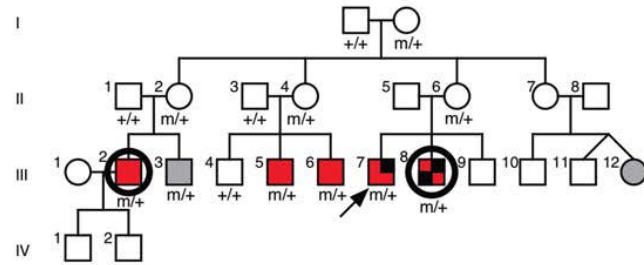 I
+/+ m/+
II 1 2 3 4 5 6 7 8
+/+ m/+ +/+ m/+ m/+
III 1 2 3 4 5 6 7 8 9 10 11 12
m/+ m/+ +/+ m/+ m/+ m/+ m/+
IV 1 2